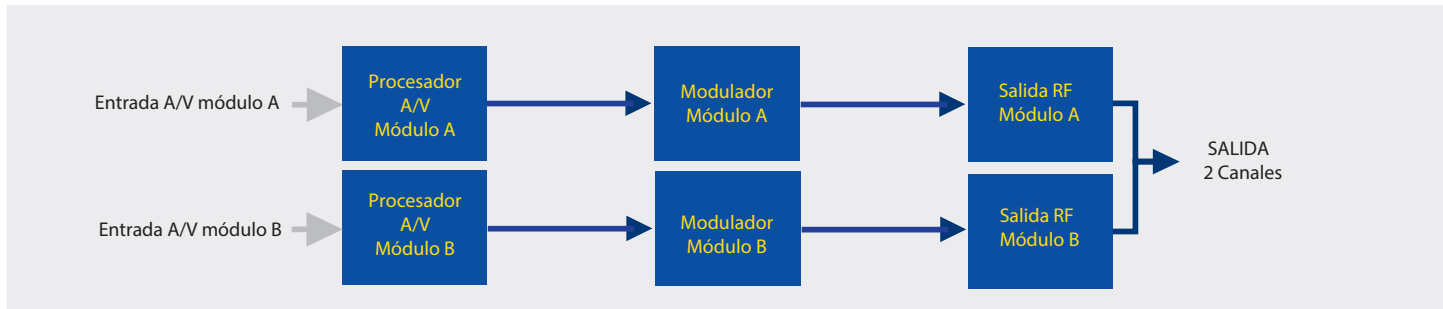 Entrada A/V módulo A
Procesador
A/V
Módulo A
Modulador
Módulo A
Salida RF
Módulo A
SALIDA
2 Canales
Entrada A/V módulo B
Procesador
A/V
Módulo B
Modulador
Módulo B
Salida RF
Módulo B